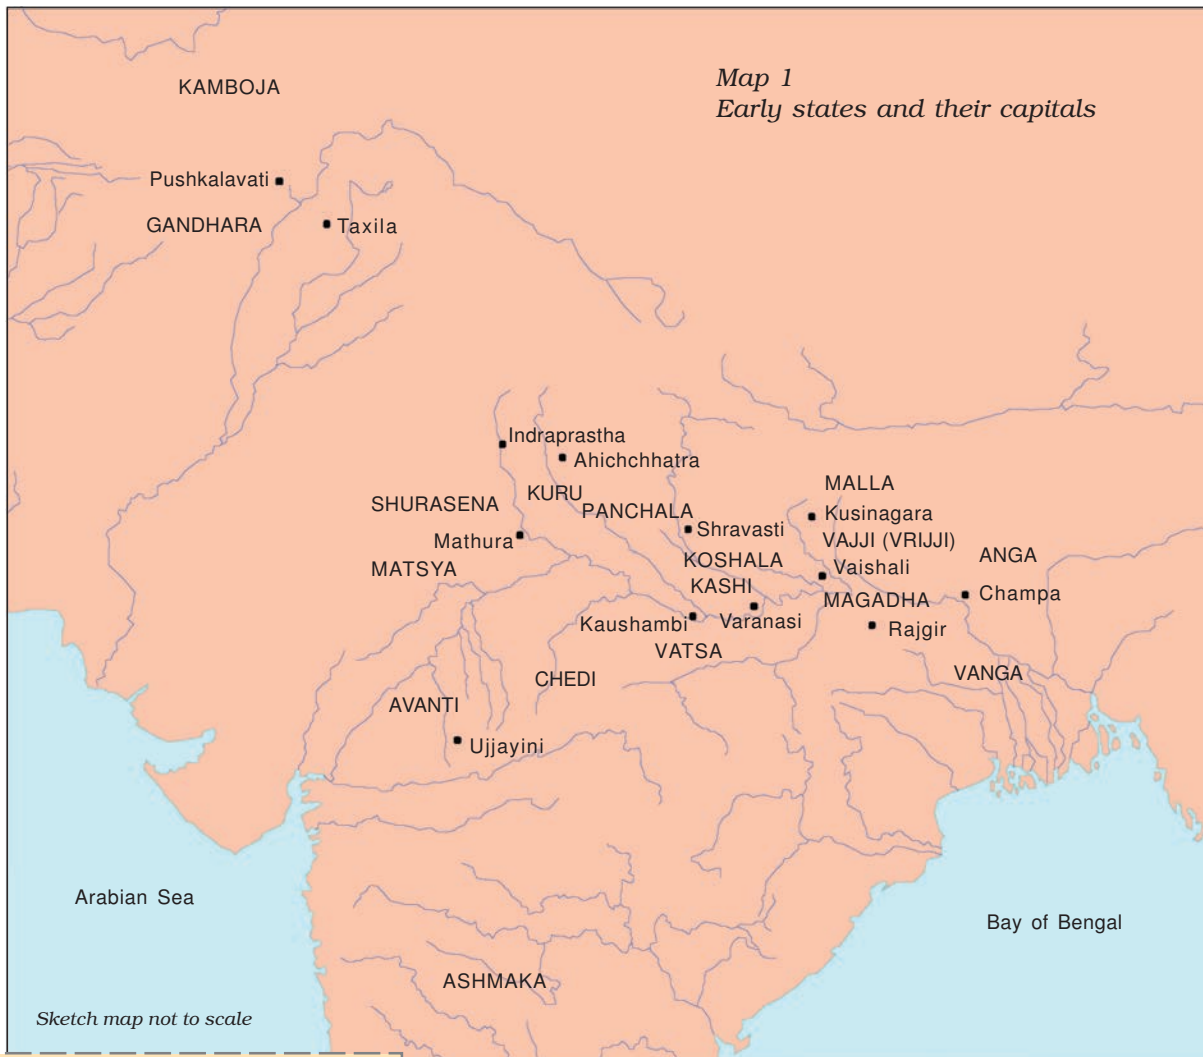 Map 1
Early states and their capitals
KAMBOJA
Pushkalavati
GANDHARA
Taxila
Indraprastha
Ahichchhatra
MALLA
KURU
SHURASENA
PANCHALA
Kusinagara
Shravasti
Mathura
VAJJI (VRIJJI)
ANGA
KOSHALA
Vaishali
MATSYA
KASHI
Champa
MAGADHA
Kaushambi
Varanasi
Rajgir
VATSA
VANGA
CHEDI
AVANTI
Ujjayini
Arabian Sea
Bay of Bengal
ASHMAKA
Sketch map not to scale